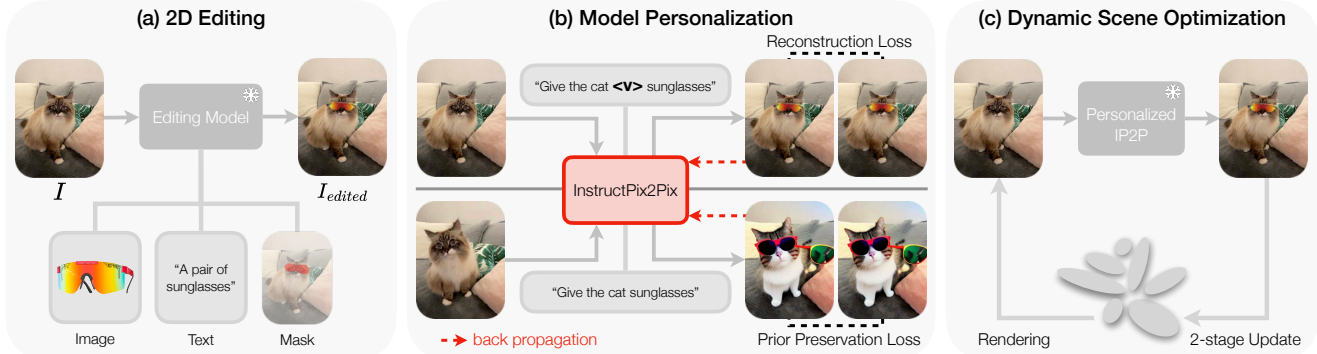 (a) 2D Editing
Editing Model
I
I_edited
"A pair of
sunglasses"
Image
Text
Mask
(b) Model Personalization
Reconstruction Loss
"Give the cat <V> sunglasses"
InstructPix2Pix
"Give the cat sunglasses"
back propagation
Prior Preservation Loss
(c) Dynamic Scene Optimization
Personalized
IP2P
Rendering
2-stage Update